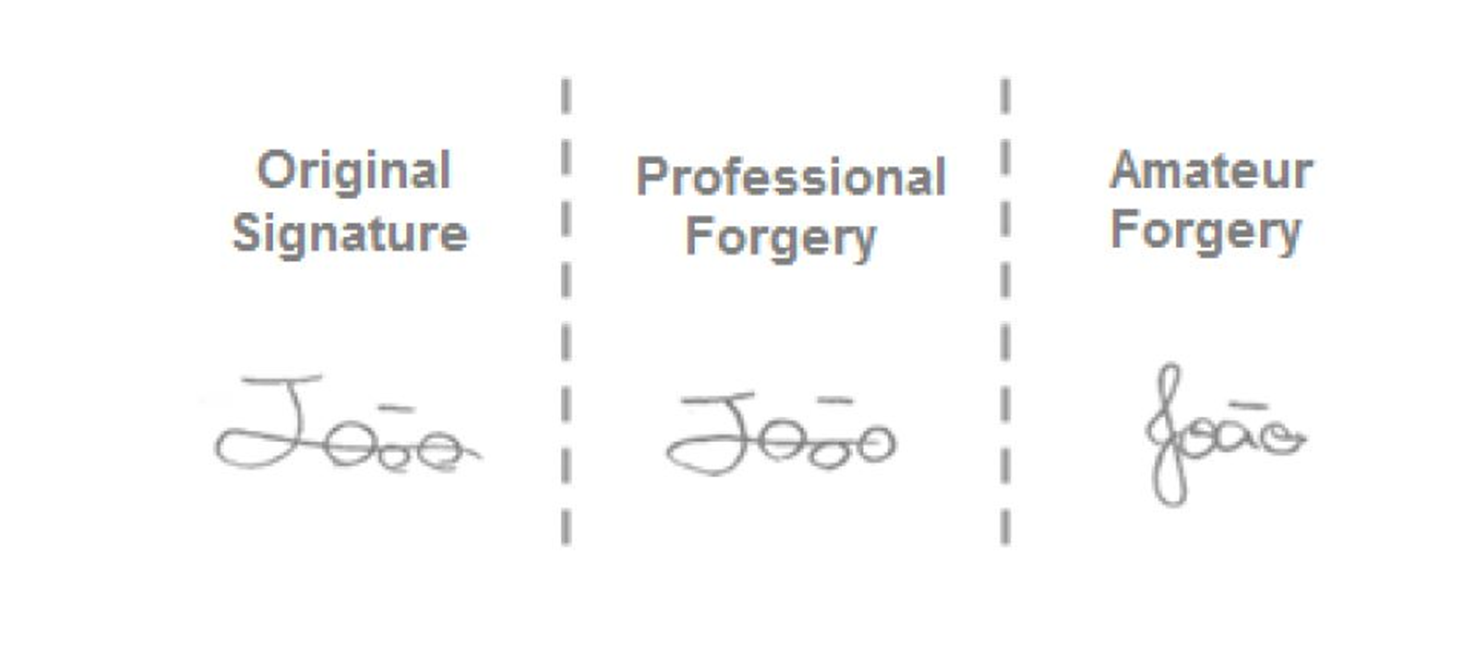 Original
Signature
Professional
Forgery
Amateur
Forgery
João
João
João